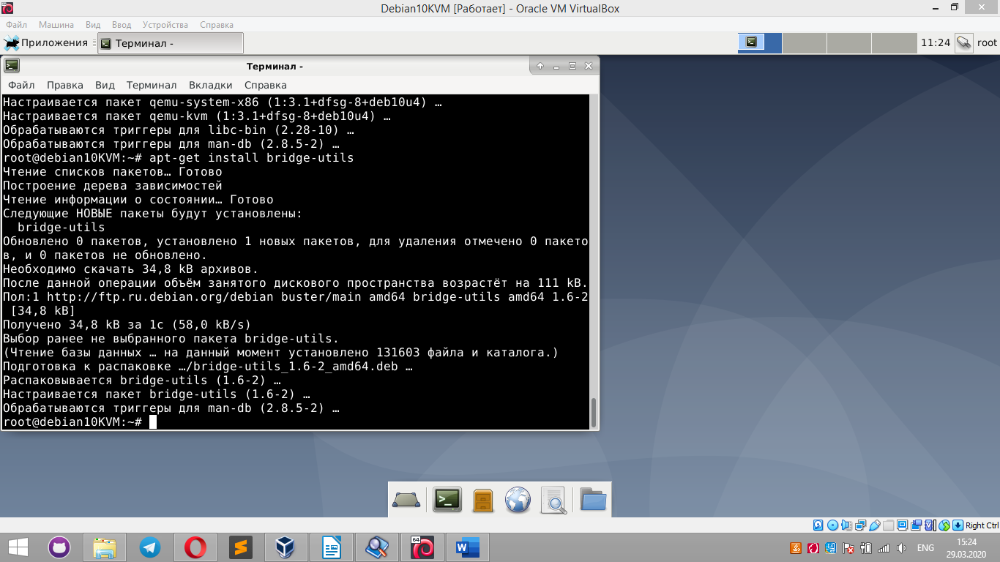 Debian10KVM [Работает] - Oracle VM VirtualBox
Файл Машина Вид Ввод Устройства Справка
Приложения Терминал - 11:24 root
Терминал -
Файл Правка Вид Терминал Вкладки Справка
Настраивается пакет qemu-system-x86 (1:3.1+dfsg-8+deb10u4) …
Настраивается пакет qemu-kvm (1:3.1+dfsg-8+deb10u4) …
Обрабатываются триггеры для libc-bin (2.28-10) …
Обрабатываются триггеры для man-db (2.8.5-2) …
root@debian10KVM:~# apt-get install bridge-utils
Чтение списков пакетов… Готово
Построение дерева зависимостей
Чтение информации о состоянии… Готово
Следующие НОВЫЕ пакеты будут установлены:
bridge-utils
Обновлено 0 пакетов, установлено 1 новых пакетов, для удаления отмечено 0 пакето
в, и 0 пакетов не обновлено.
Необходимо скачать 34,8 kB архивов.
После данной операции объём занятого дискового пространства возрастёт на 111 kB.
Пол:1 http://ftp.ru.debian.org/debian buster/main amd64 bridge-utils amd64 1.6-2
[34,8 kB]
Получено 34,8 kB за 1с (58,0 kB/s)
Выбор ранее не выбранного пакета bridge-utils.
(Чтение базы данных … на данный момент установлено 131603 файла и каталога.)
Подготовка к распаковке …/bridge-utils_1.6-2_amd64.deb …
Распаковывается bridge-utils (1.6-2) …
Настраивается пакет bridge-utils (1.6-2) …
Обрабатываются триггеры для man-db (2.8.5-2) …
root@debian10KVM:~#
Right Ctrl
64
ENG
15:24
29.03.2020